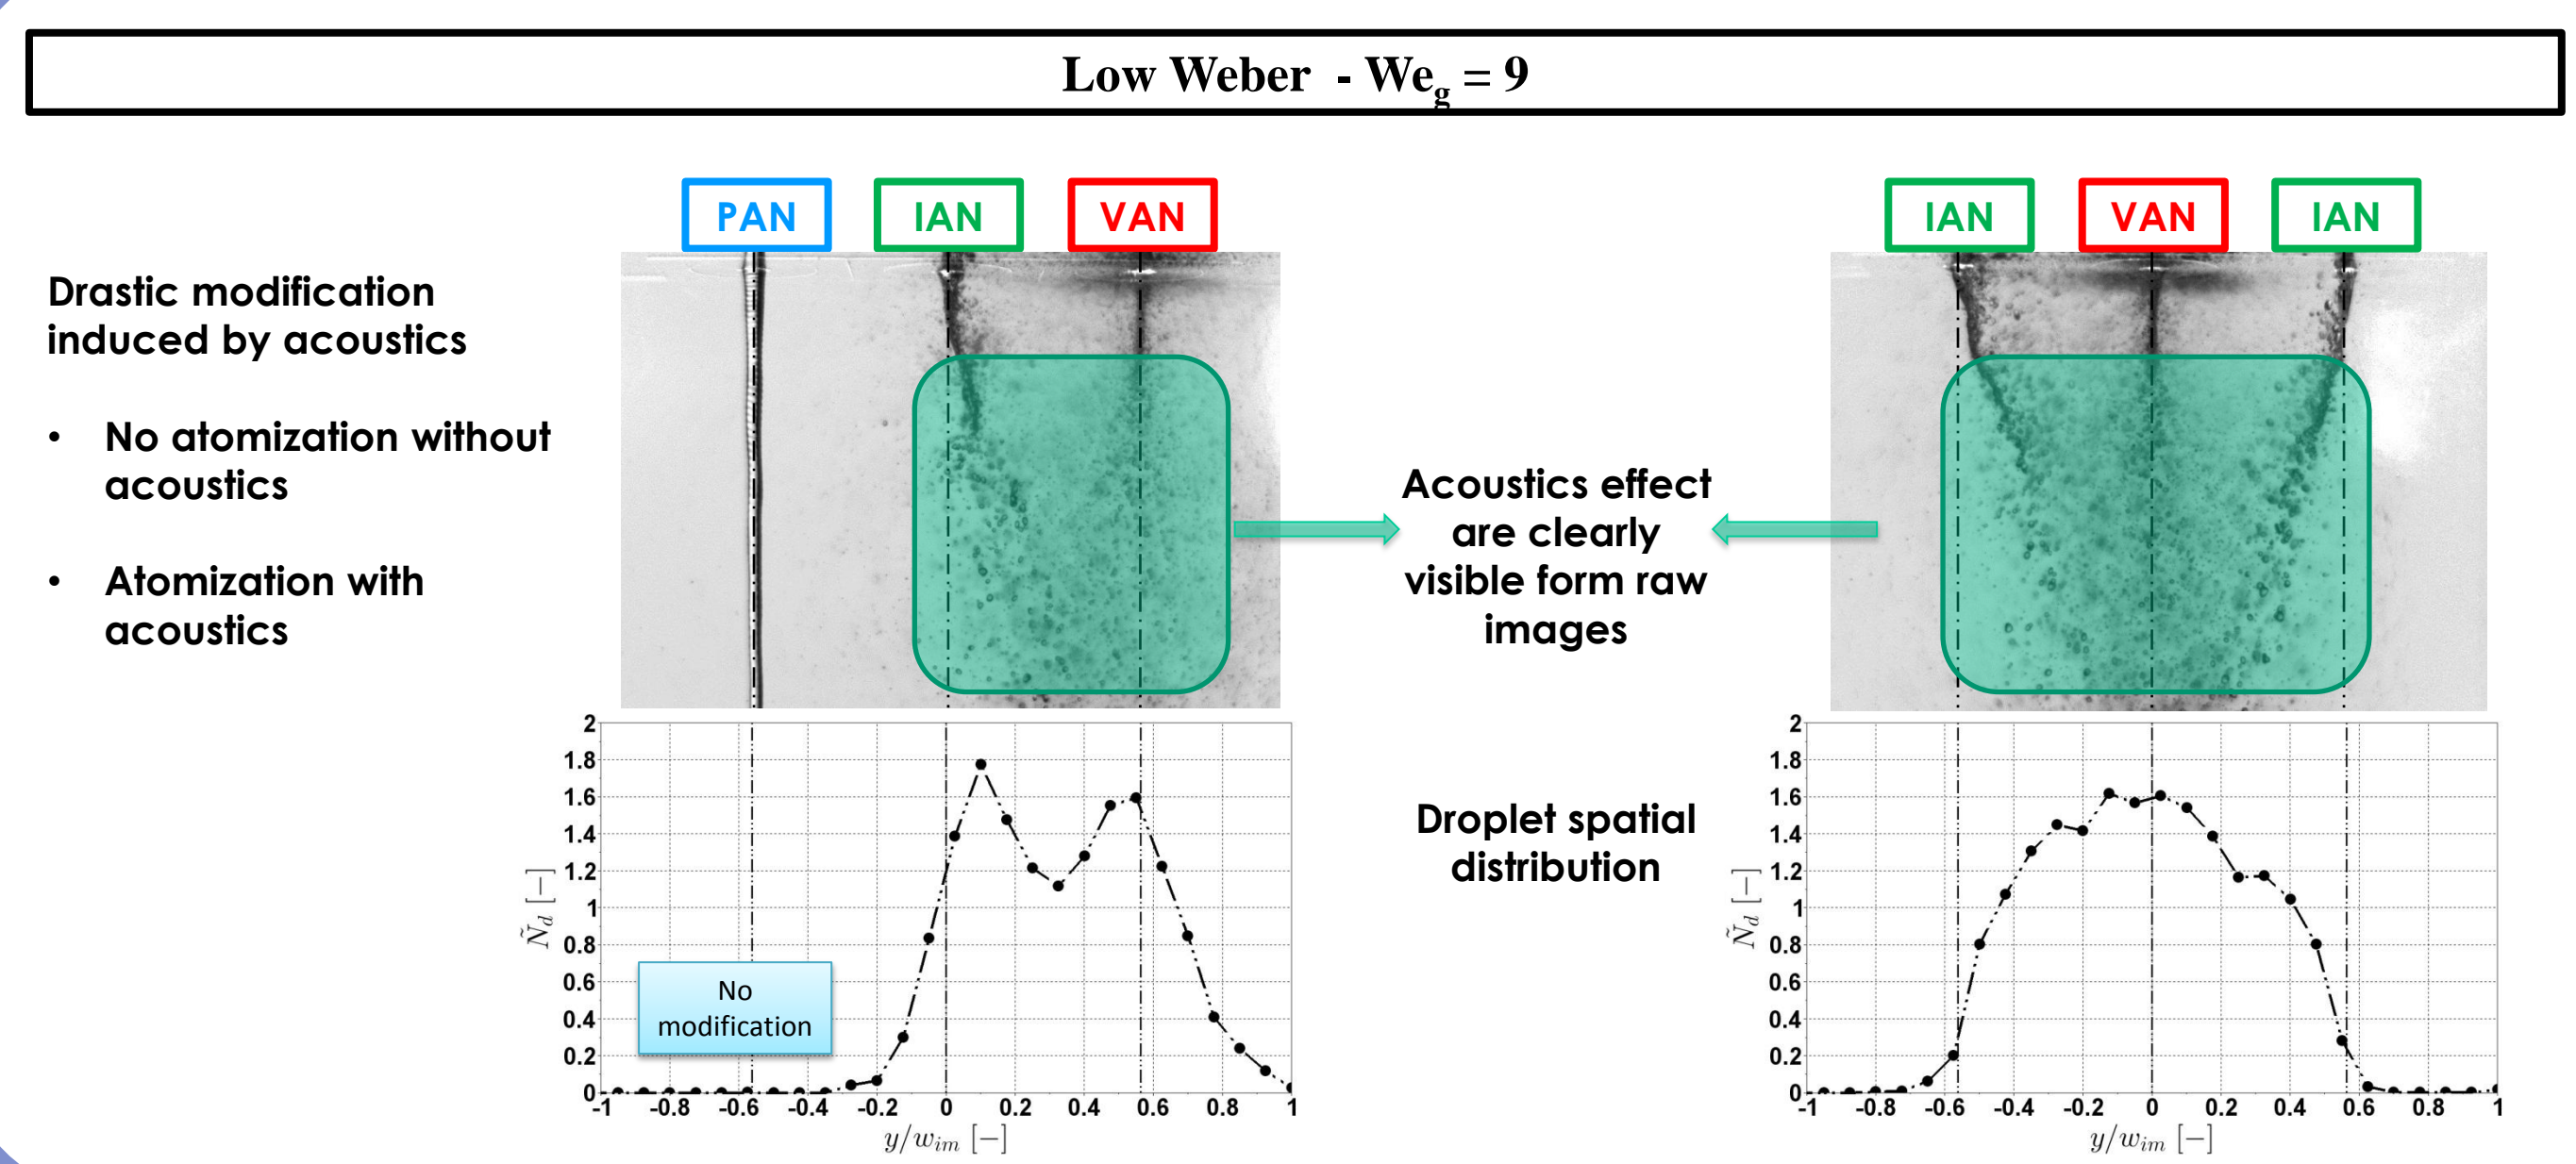 Low Weber - We_g = 9
PAN
IAN
VAN
IAN
VAN
IAN
Drastic modification
induced by acoustics
• No atomization without
acoustics
• Atomization with
acoustics
Acoustics effect
are clearly
visible form raw
images
Droplet spatial
distribution
2
1.8
1.6
1.4
1.2
1
0.8
0.6
0.4
0.2
0
Ñ_d [−]
No
modification
-1 -0.8 -0.6 -0.4 -0.2 0 0.2 0.4 0.6 0.8 1
y/w_im [−]
2
1.8
1.6
1.4
1.2
1
0.8
0.6
0.4
0.2
0
Ñ_d [−]
-1 -0.8 -0.6 -0.4 -0.2 0 0.2 0.4 0.6 0.8 1
y/w_im [−]